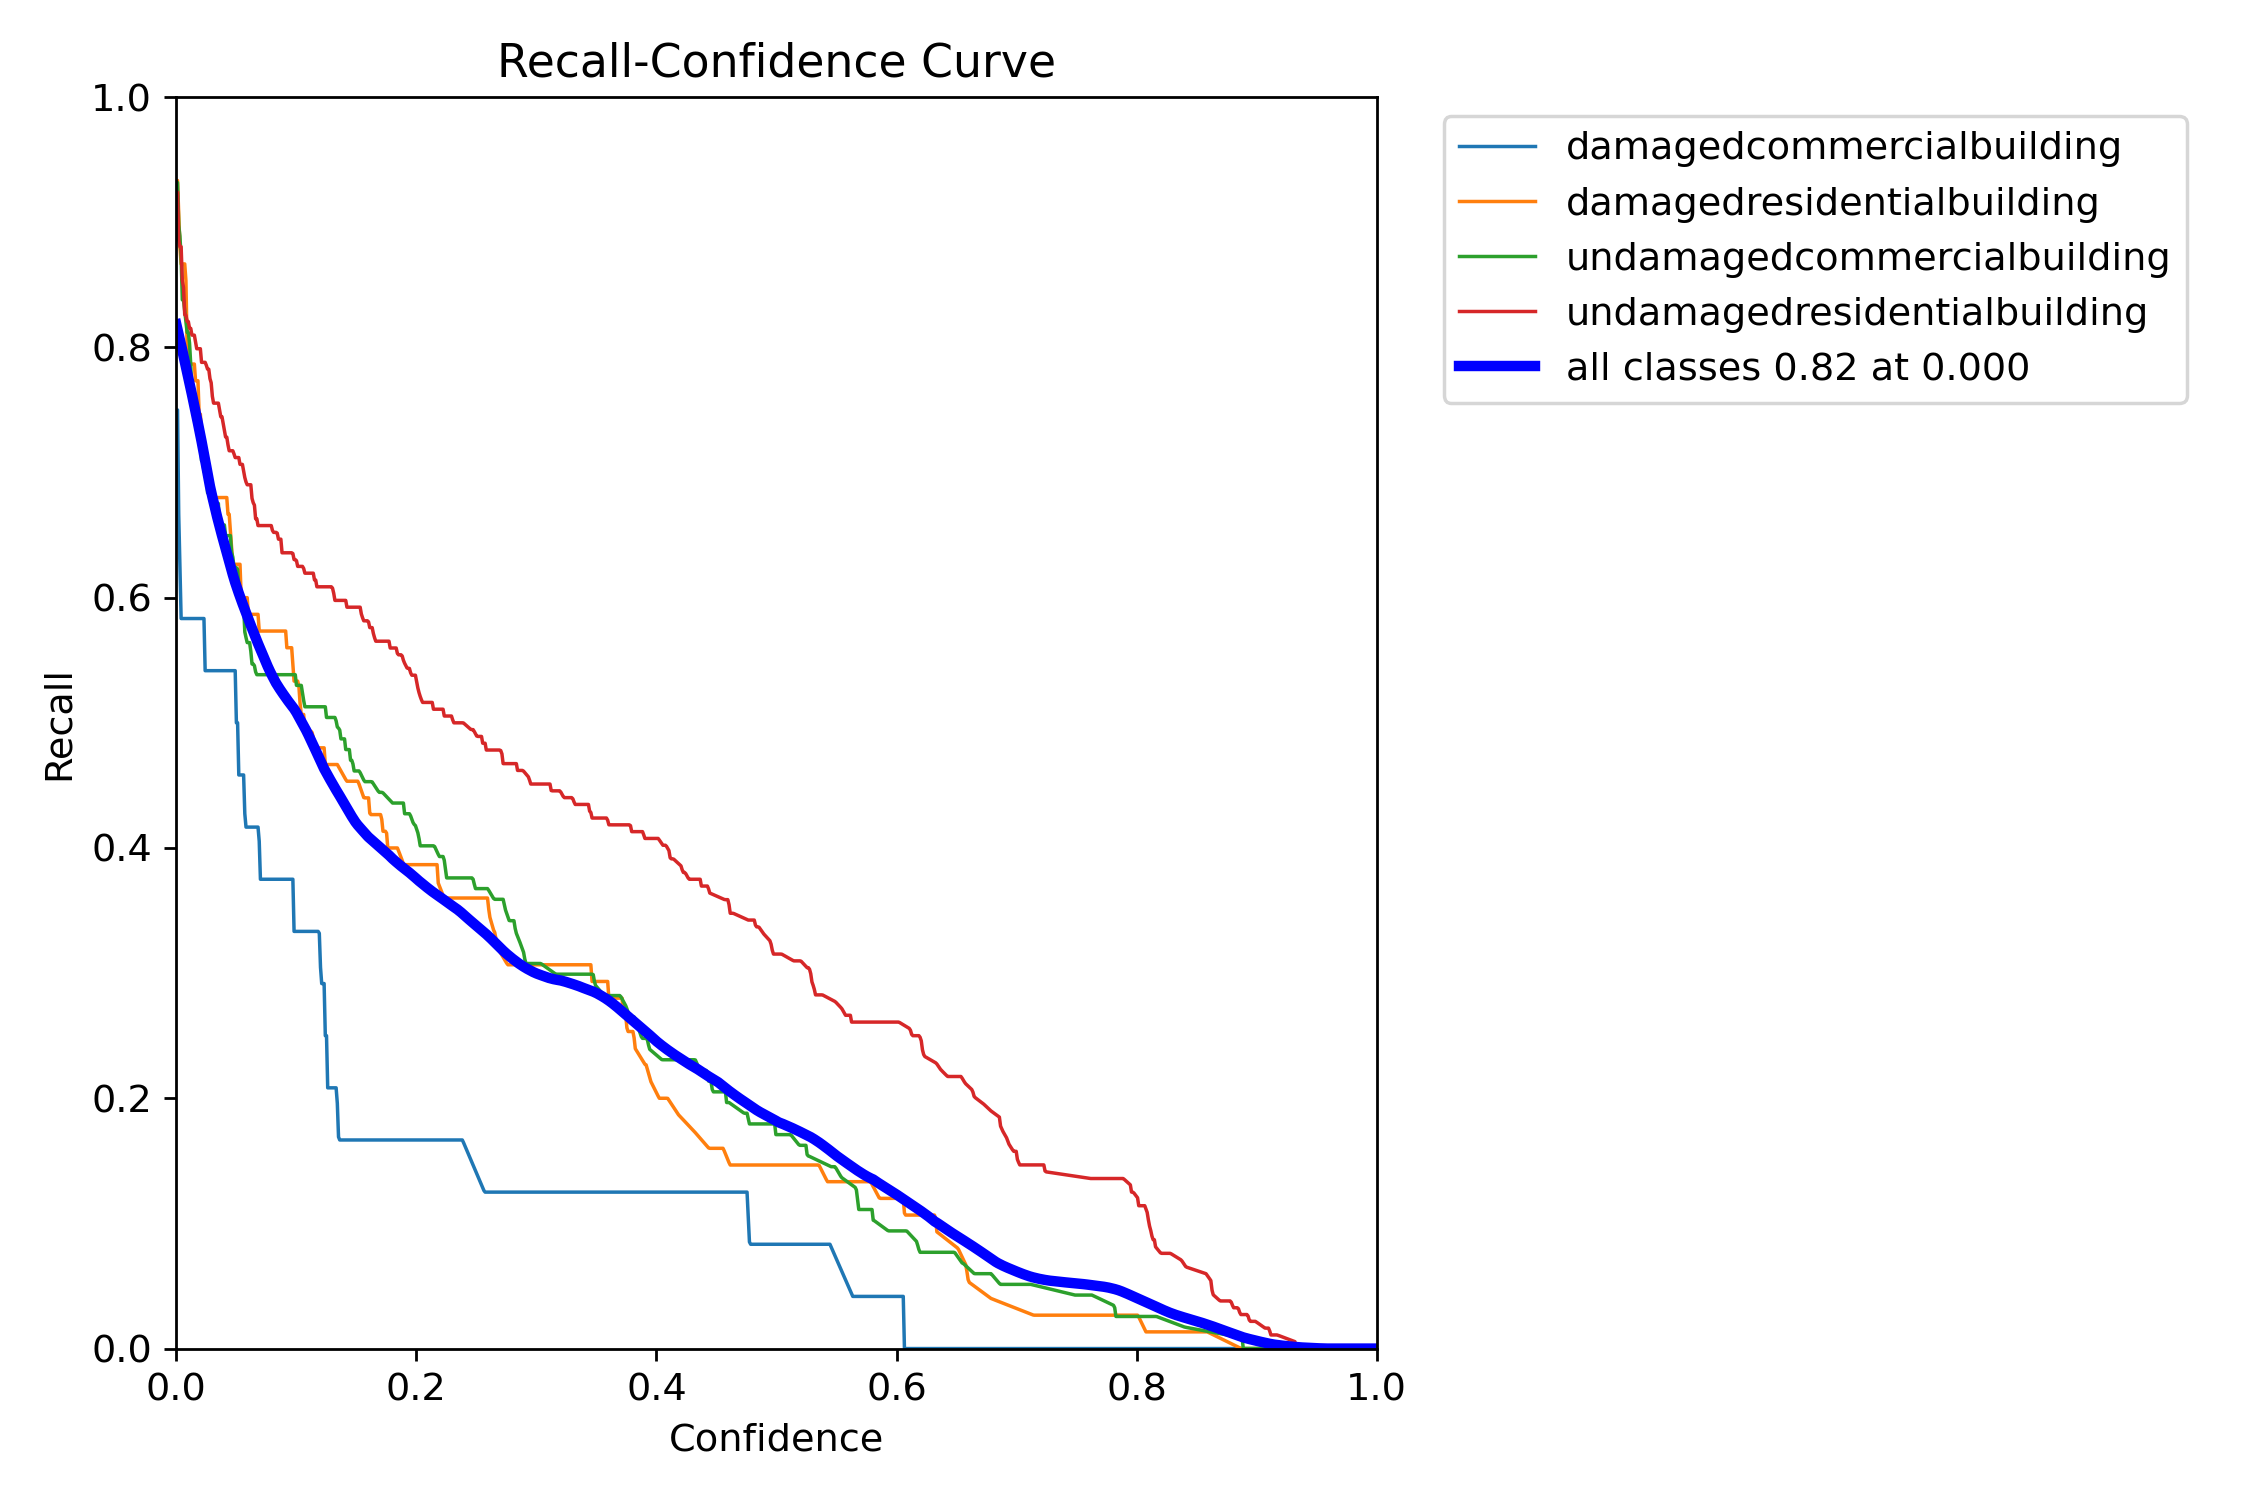 Recall-Confidence Curve
1.0
0.8
0.6
0.4
0.2
0.0
Recall
0.0 0.2 0.4 0.6 0.8 1.0
Confidence
damagedcommercialbuilding
damagedresidentialbuilding
undamagedcommercialbuilding
undamagedresidentialbuilding
all classes 0.82 at 0.000